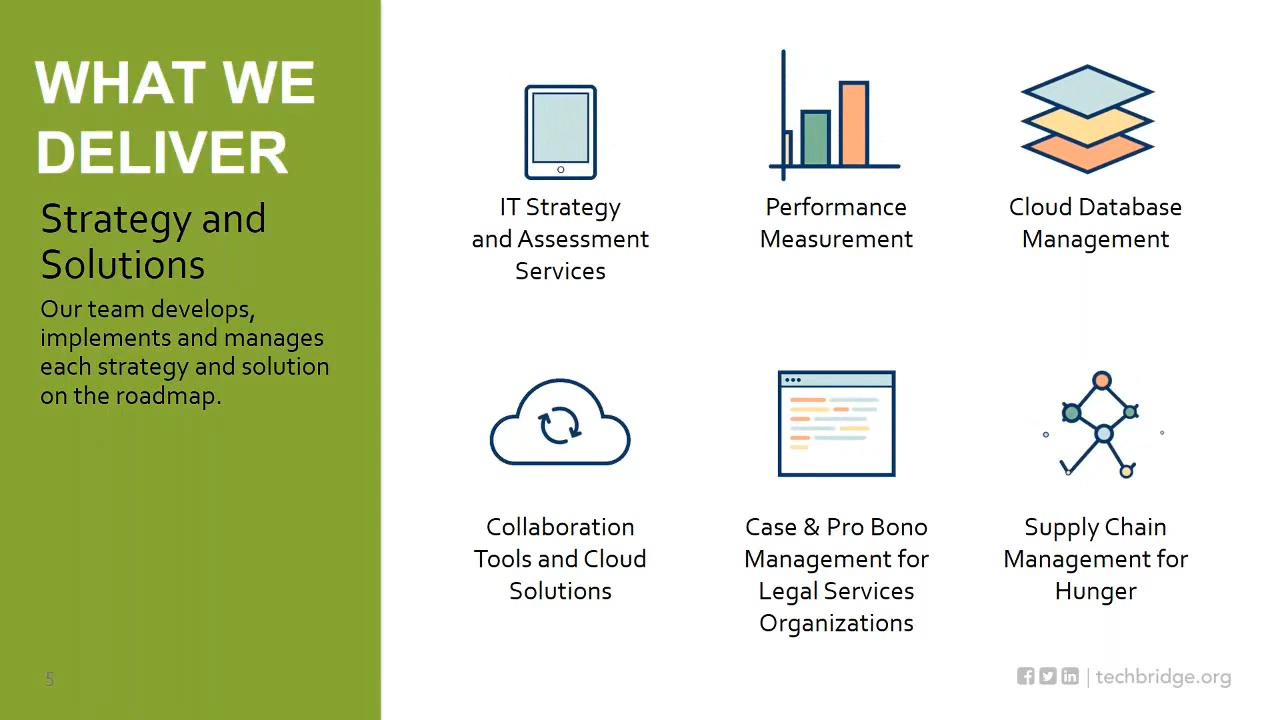 WHAT WE
DELIVER
Strategy and
Solutions
Our team develops,
implements and manages
each strategy and solution
on the roadmap.
IT Strategy
and Assessment
Services
Performance
Measurement
Cloud Database
Management
Collaboration
Tools and Cloud
Solutions
Case & Pro Bono
Management for
Legal Services
Organizations
Supply Chain
Management for
Hunger
5
| techbridge.org